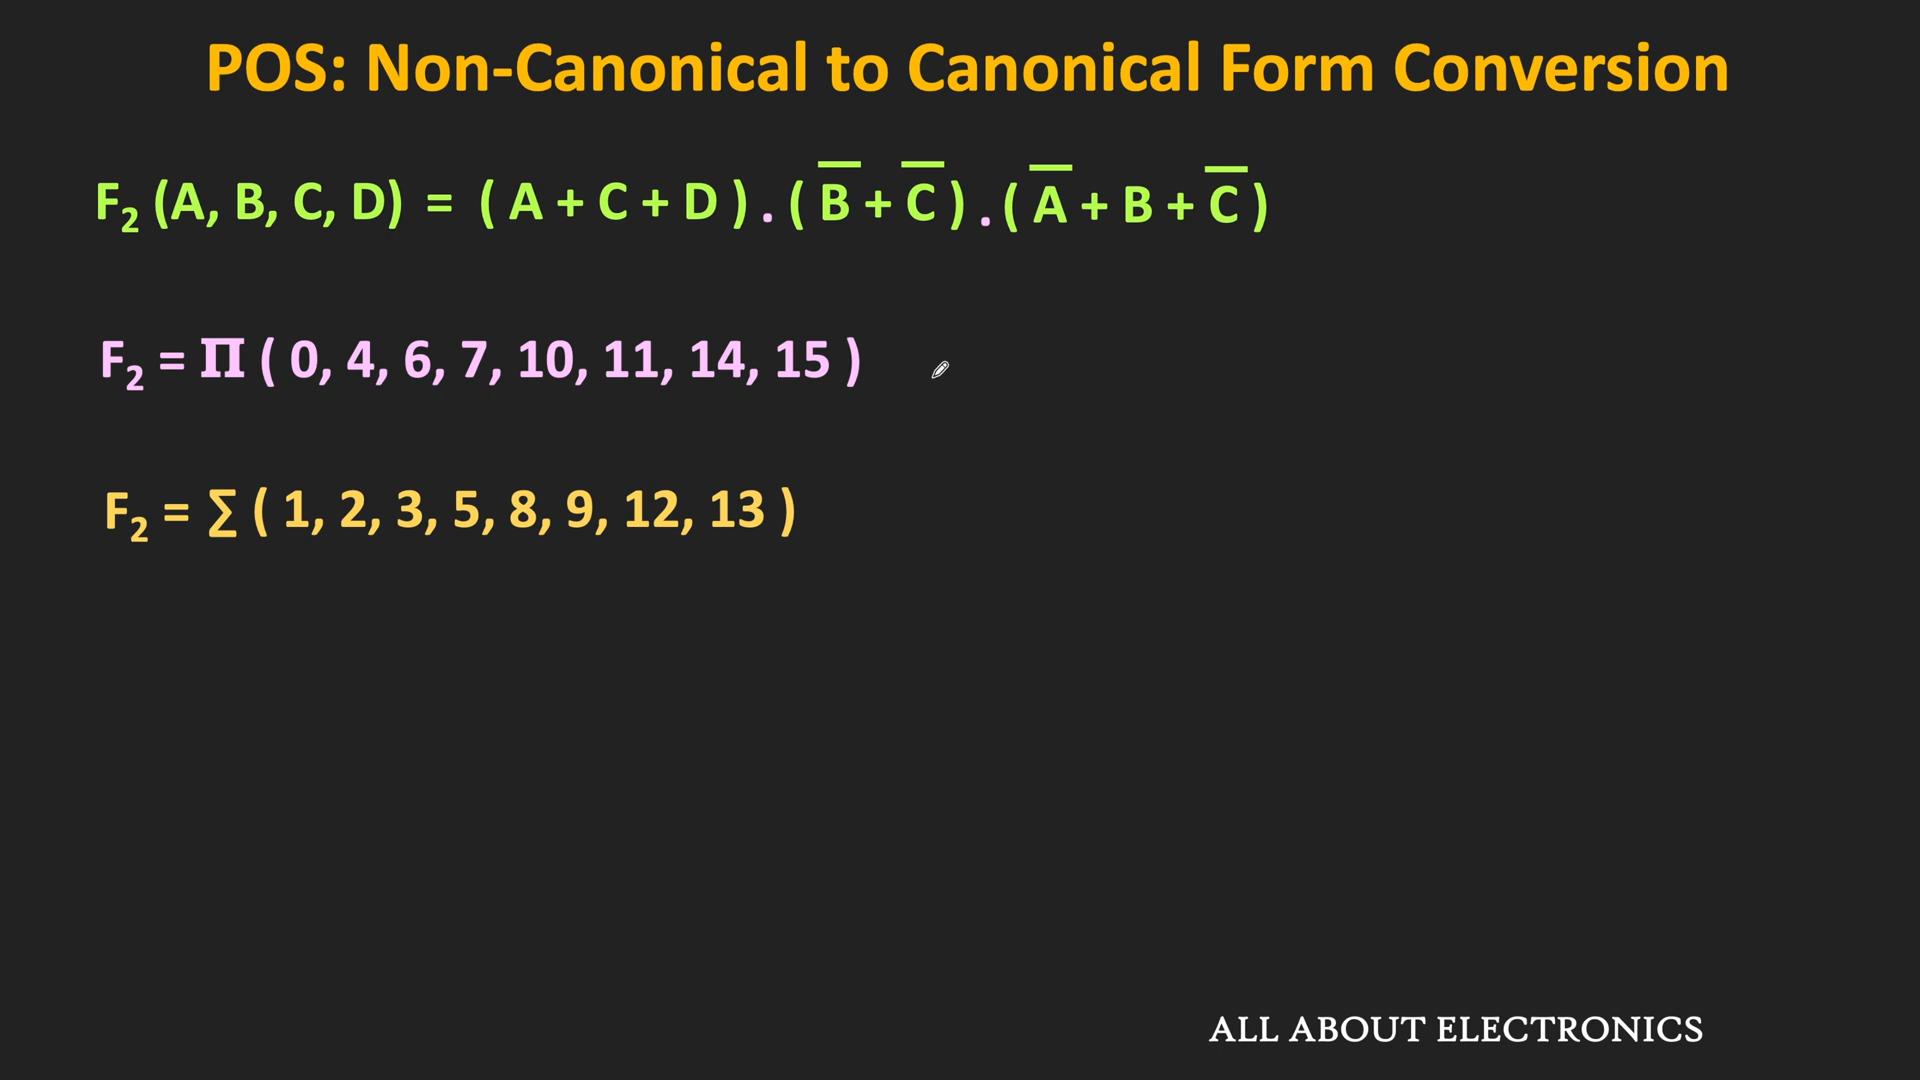 POS: Non-Canonical to Canonical Form Conversion
F₂ (A, B, C, D) = ( A + C + D ) . ( B̅ + C̅ ) . ( A̅ + B + C̅ )
F₂ = Π ( 0, 4, 6, 7, 10, 11, 14, 15 )
F₂ = ∑ ( 1, 2, 3, 5, 8, 9, 12, 13 )
ALL ABOUT ELECTRONICS